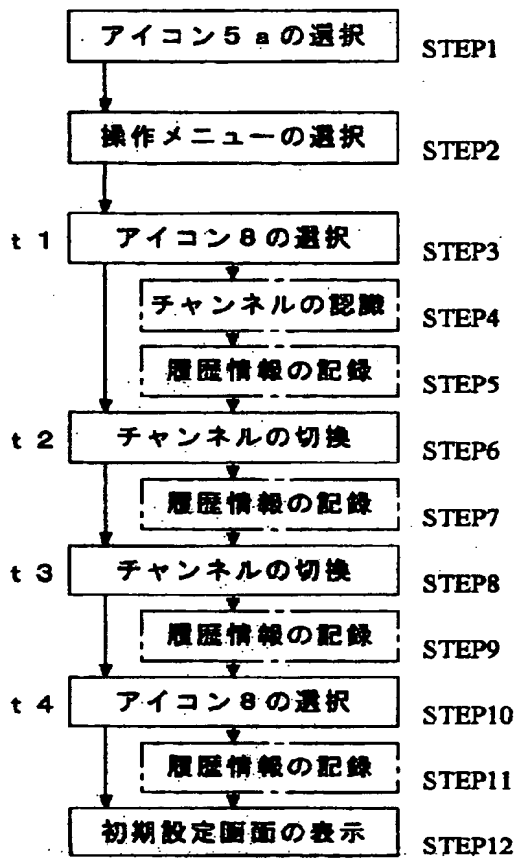 アイコン5aの選択 STEP1
操作メニューの選択 STEP2
t1 アイコン8の選択 STEP3
チャンネルの認識 STEP4
履歴情報の記録 STEP5
t2 チャンネルの切換 STEP6
履歴情報の記録 STEP7
t3 チャンネルの切換 STEP8
履歴情報の記録 STEP9
t4 アイコン8の選択 STEP10
履歴情報の記録 STEP11
初期設定画面の表示 STEP12